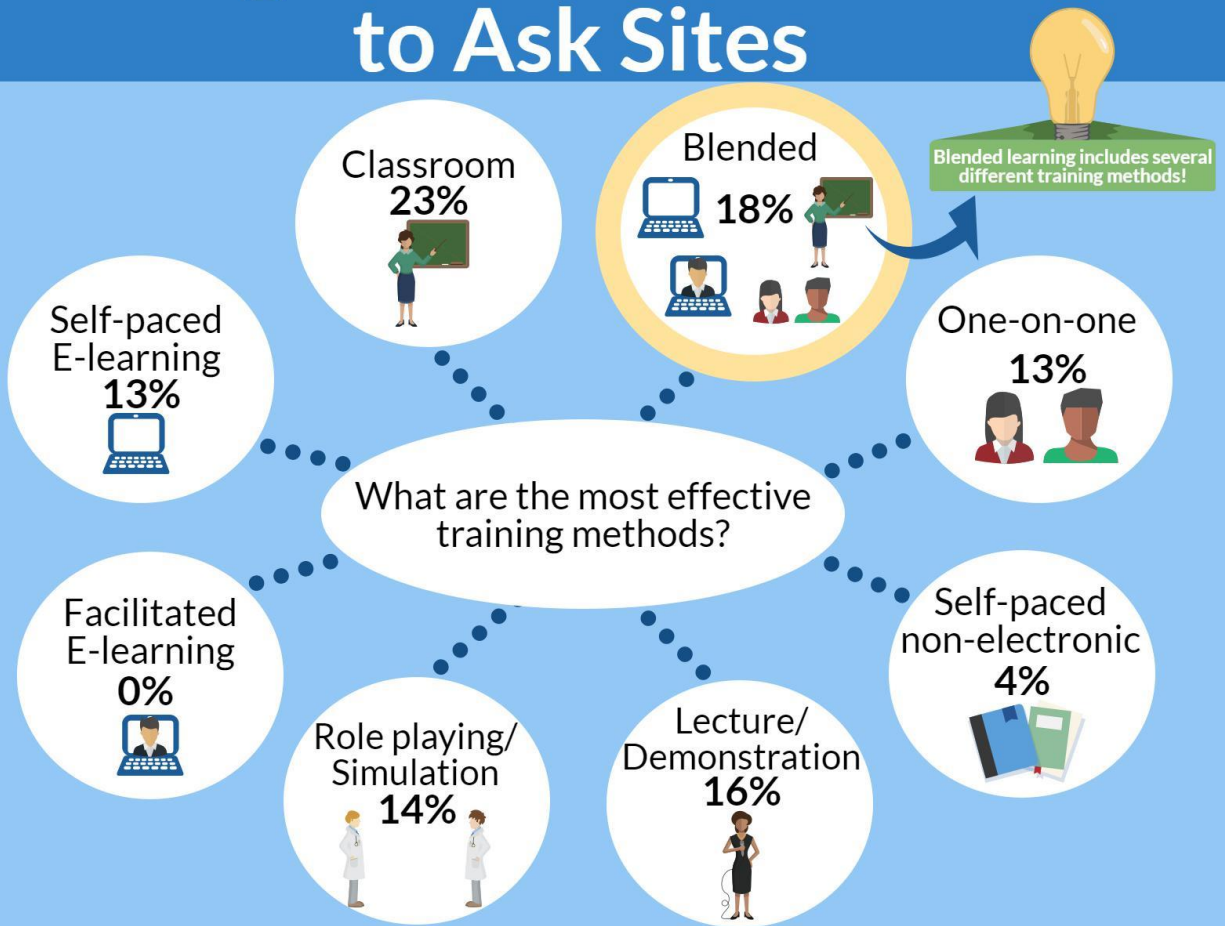 to Ask Sites
Blended learning includes several
different training methods!
Classroom
23%
Blended
18%
Self-paced
E-learning
13%
One-on-one
13%
What are the most effective
training methods?
Facilitated
E-learning
0%
Self-paced
non-electronic
4%
Role playing/
Simulation
14%
Lecture/
Demonstration
16%